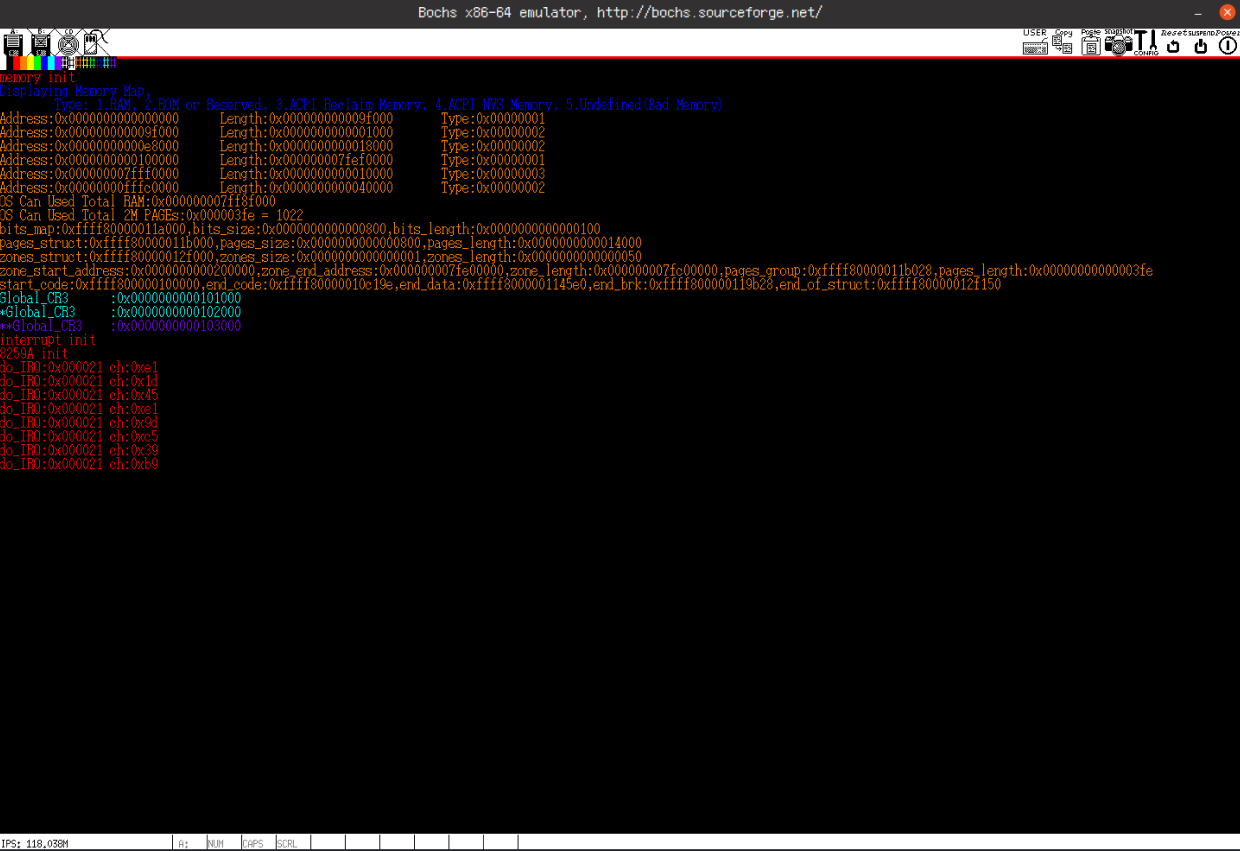 Bochs x86-64 emulator, http://bochs.sourceforge.net/
A: B: CD USER Copy Paste Snapshot CONFIG Reset SUSPEND Power
memory init
Displaying Memory Map,
Type: 1.RAM, 2.ROM or Reserved, 3.ACPI Reclaim Memory, 4.ACPI NVS Memory, 5.Undefined(Bad Memory)
Address:0x0000000000000000 Length:0x000000000009f000 Type:0x00000001
Address:0x000000000009f000 Length:0x0000000000001000 Type:0x00000002
Address:0x00000000000e8000 Length:0x0000000000018000 Type:0x00000002
Address:0x0000000000100000 Length:0x000000007fef0000 Type:0x00000001
Address:0x000000007fff0000 Length:0x0000000000010000 Type:0x00000003
Address:0x00000000fffc0000 Length:0x0000000000040000 Type:0x00000002
OS Can Used Total RAM:0x000000007ff8f000
OS Can Used Total 2M PAGEs:0x000003fe = 1022
bits_map:0xffff80000011a000,bits_size:0x0000000000000800,bits_length:0x0000000000000100
pages_struct:0xffff80000011b000,pages_size:0x0000000000000800,pages_length:0x0000000000014000
zones_struct:0xffff80000012f000,zones_size:0x0000000000000001,zones_length:0x0000000000000050
zone_start_address:0x0000000000200000,zone_end_address:0x000000007fe00000,zone_length:0x000000007fc00000,pages_group:0xffff80000011b028,pages_length:0x00000000000003fe
start_code:0xffff800000100000,end_code:0xffff80000010c19e,end_data:0xffff8000001145e0,end_brk:0xffff800000119b28,end_of_struct:0xffff80000012f150
Global_CR3 :0x0000000000101000
*Global_CR3 :0x0000000000102000
**Global_CR3 :0x0000000000103000
interrupt init
8259A init
do_IRQ:0x000021 ch:0xe1
do_IRQ:0x000021 ch:0x1d
do_IRQ:0x000021 ch:0x45
do_IRQ:0x000021 ch:0xe1
do_IRQ:0x000021 ch:0x9d
do_IRQ:0x000021 ch:0xc5
do_IRQ:0x000021 ch:0x39
do_IRQ:0x000021 ch:0xb9
IPS: 118,038M A: NUM CAPS SCRL